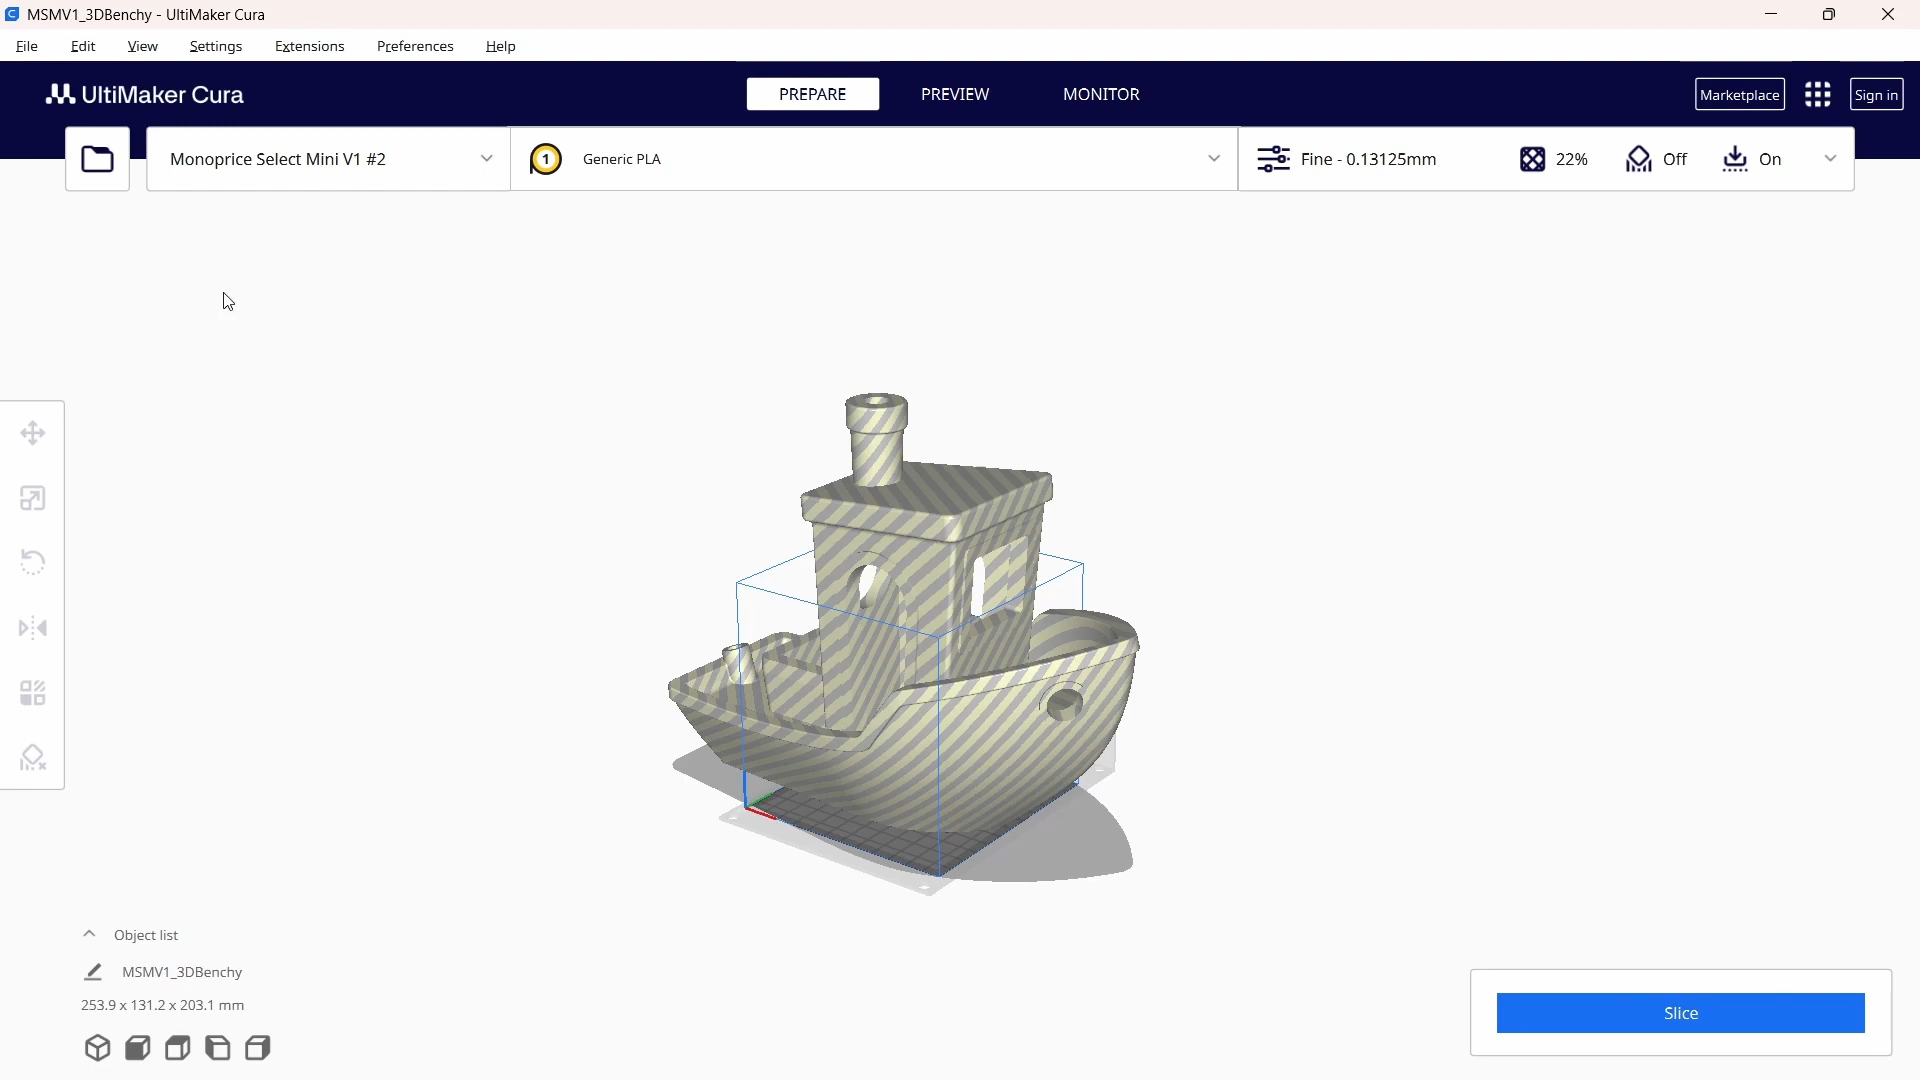 MSMV1_3DBenchy - UltiMaker Cura
File Edit View Settings Extensions Preferences Help
UltiMaker Cura PREPARE PREVIEW MONITOR Marketplace Sign in
Monoprice Select Mini V1 #2 1 Generic PLA Fine - 0.13125mm 22% Off On
Object list
MSMV1_3DBenchy
253.9 x 131.2 x 203.1 mm
Slice